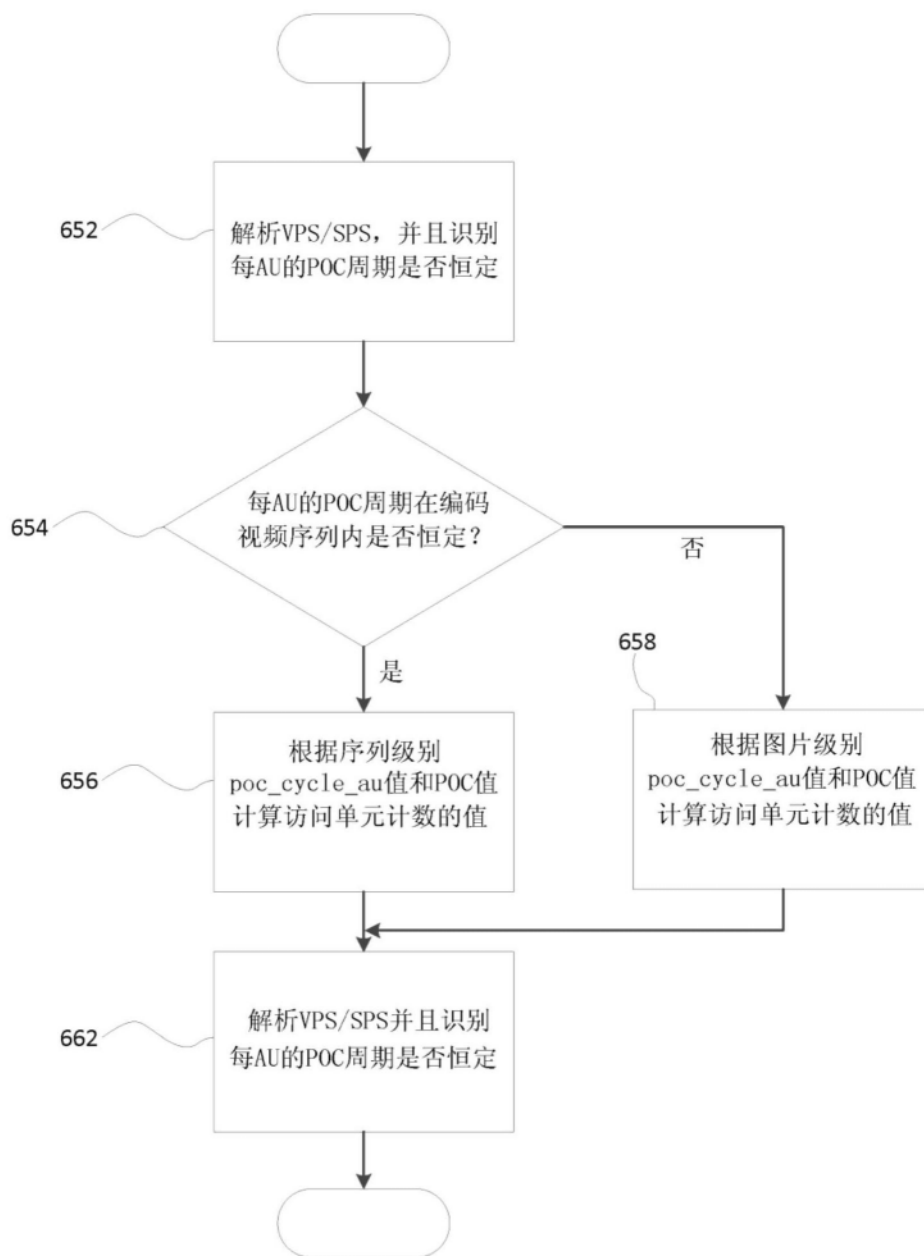 652
解析VPS/SPS，并且识别
每AU的POC周期是否恒定
654
每AU的POC周期在编码
视频序列内是否恒定？
否
是
658
656
根据序列级别
poc_cycle_au值和POC值
计算访问单元计数的值
根据图片级别
poc_cycle_au值和POC值
计算访问单元计数的值
662
解析VPS/SPS并且识别
每AU的POC周期是否恒定